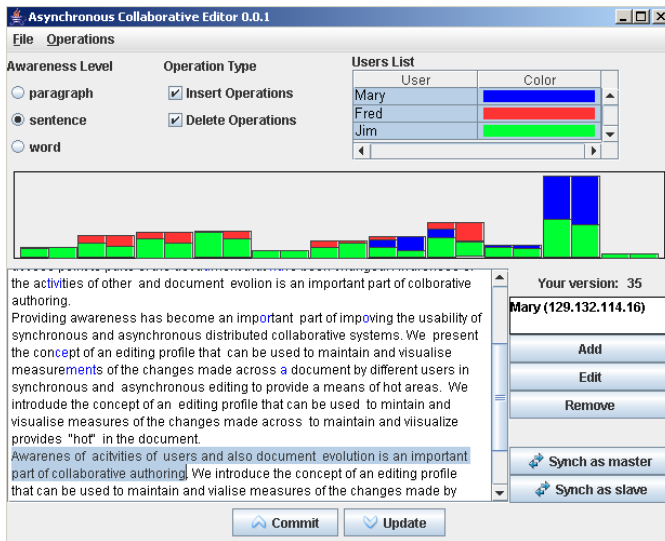 Asynchronous Collaborative Editor 0.0.1
File Operations
Awareness Level
Operation Type
Users List
paragraph
sentence
word
Insert Operations
Delete Operations
User Color
Mary
Fred
Jim
the activities of other and document evolion is an important part of colborative
authoring.
Providing awareness has become an important part of impoving the usability of
synchronous and asynchronous distributed collaborative systems. We present
the concept of an editing profile that can be used to maintain and visualise
measurements of the changes made across a document by different users in
synchronous and asynchronous editing to provide a means of hot areas. We
introdude the concept of an editing profile that can be used to mintain and
visualise measures of the changes made across to maintain and viisualize
provides "hot" in the document.
Awarenes of acitvities of users and also document evolution is an important
part of collaborative authoring. We introduce the concept of an editing profile
that can be used to maintain and vialise measures of the changes made by
Your version: 35
Mary (129.132.114.16)
Add
Edit
Remove
Synch as master
Synch as slave
Commit
Update